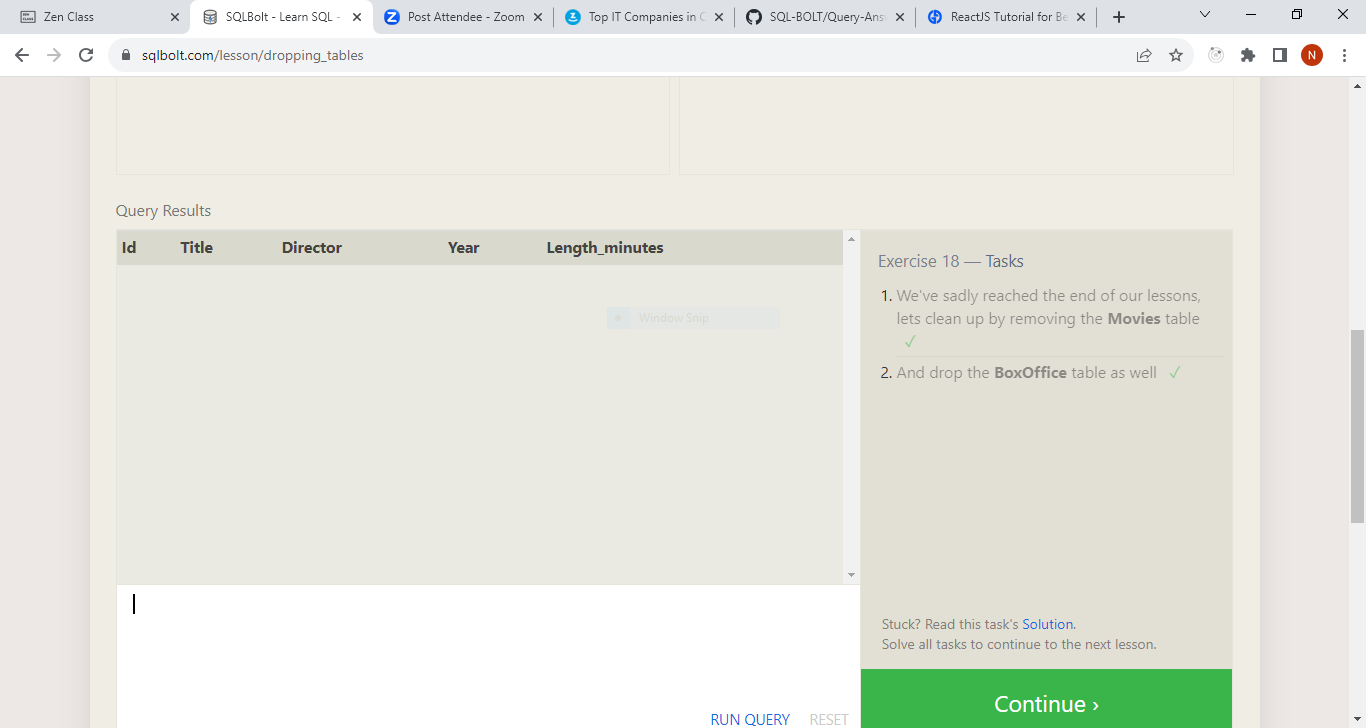 Zen Class
SQLBolt - Learn SQL -
Post Attendee - Zoom
Top IT Companies in C
SQL-BOLT/Query-Ans
ReactJS Tutorial for Be
sqlbolt.com/lesson/dropping_tables
N
Query Results
Id Title Director Year Length_minutes
Window Snip
Exercise 18 — Tasks
1. We've sadly reached the end of our lessons,
lets clean up by removing the Movies table
✓
2. And drop the BoxOffice table as well ✓
Stuck? Read this task's Solution.
Solve all tasks to continue to the next lesson.
RUN QUERY RESET
Continue ›